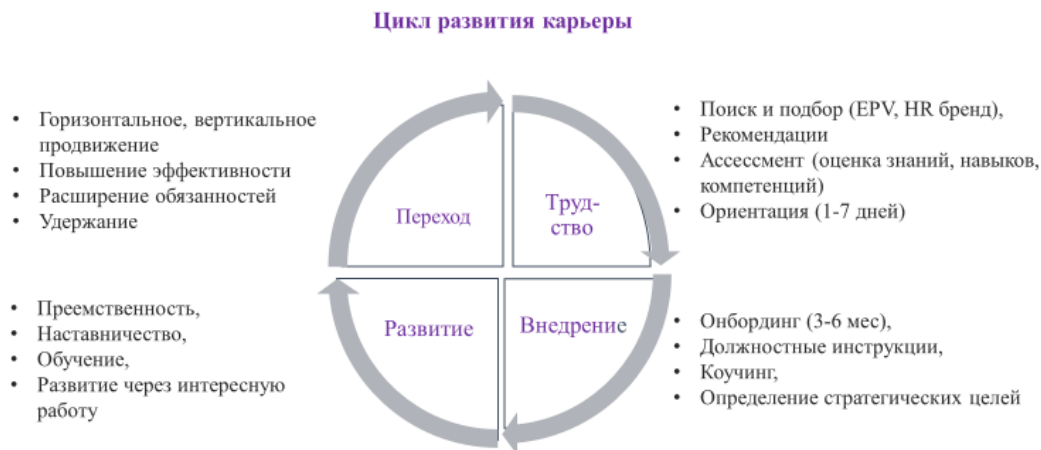 Цикл развития карьеры
• Горизонтальное, вертикальное
продвижение
• Повышение эффективности
• Расширение обязанностей
• Удержание
Переход
Труд-
ство
• Поиск и подбор (EPV, HR бренд),
• Рекомендации
• Ассессмент (оценка знаний, навыков,
компетенций)
• Ориентация (1-7 дней)
• Преемственность,
• Наставничество,
• Обучение,
• Развитие через интересную
работу
Развитие
Внедрение
• Онбординг (3-6 мес),
• Должностные инструкции,
• Коучинг,
• Определение стратегических целей